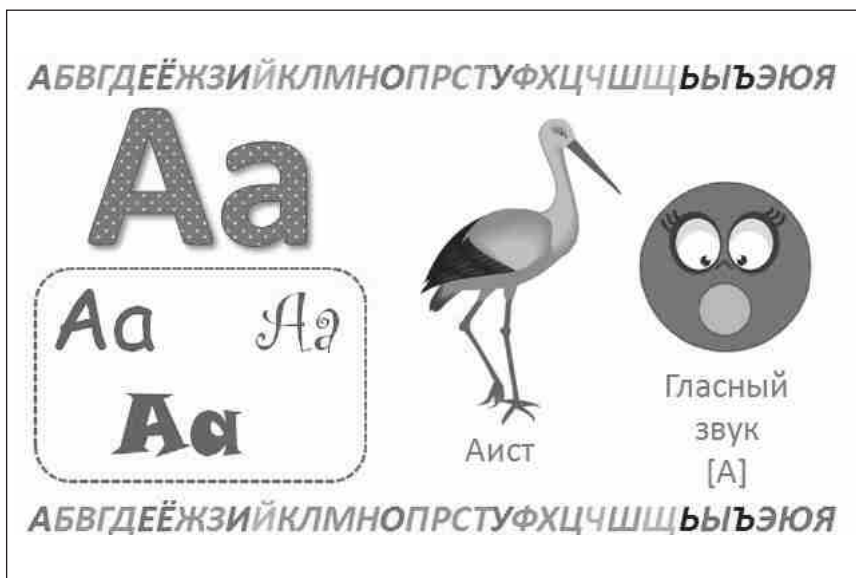 АБВГДЕЁЖЗИЙКЛМНОПРСТУФХЦЧШЩЬЫЪЭЮЯ
Аа
Аа
Аа
Аа
Аист
Гласный
звук
[А]
АБВГДЕЁЖЗИЙКЛМНОПРСТУФХЦЧШЩЬЫЪЭЮЯ